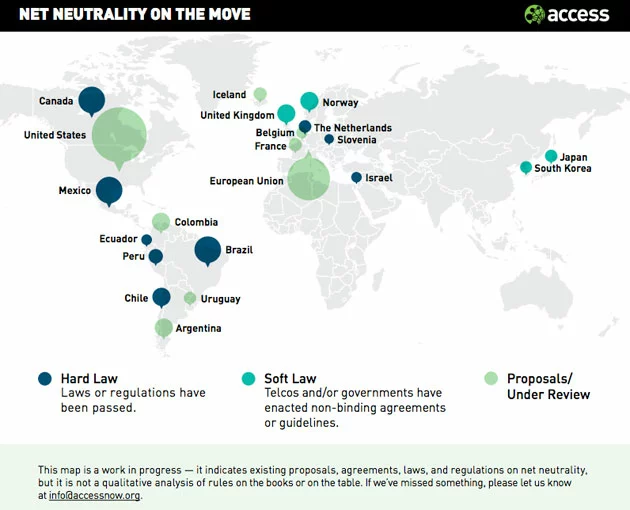 NET NEUTRALITY ON THE MOVE
access
Iceland
Canada
Norway
United Kingdom
United States
Belgium
The Netherlands
Slovenia
France
Japan
South Korea
European Union
Israel
Mexico
Colombia
Ecuador
Brazil
Peru
Chile
Uruguay
Argentina
Hard Law
Laws or regulations have
been passed.
Soft Law
Telcos and/or governments have
enacted non-binding agreements
or guidelines.
Proposals/
Under Review
This map is a work in progress — it indicates existing proposals, agreements, laws, and regulations on net neutrality,
but it is not a qualitative analysis of rules on the books or on the table. If we've missed something, please let us know
at info@accessnow.org.